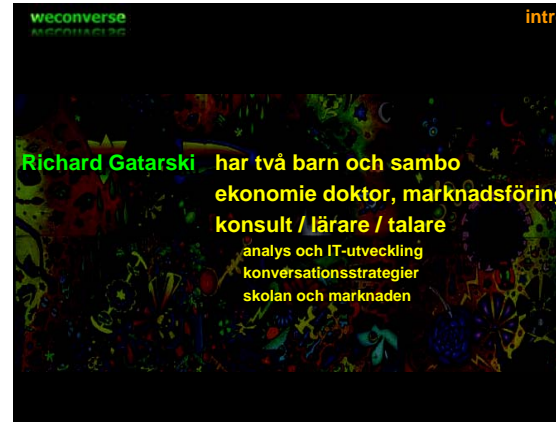 weconverse
intr
Richard Gatarski har två barn och sambo
ekonomie doktor, marknadsföring
konsult / lärare / talare
analys och IT-utveckling
konversationsstrategier
skolan och marknaden